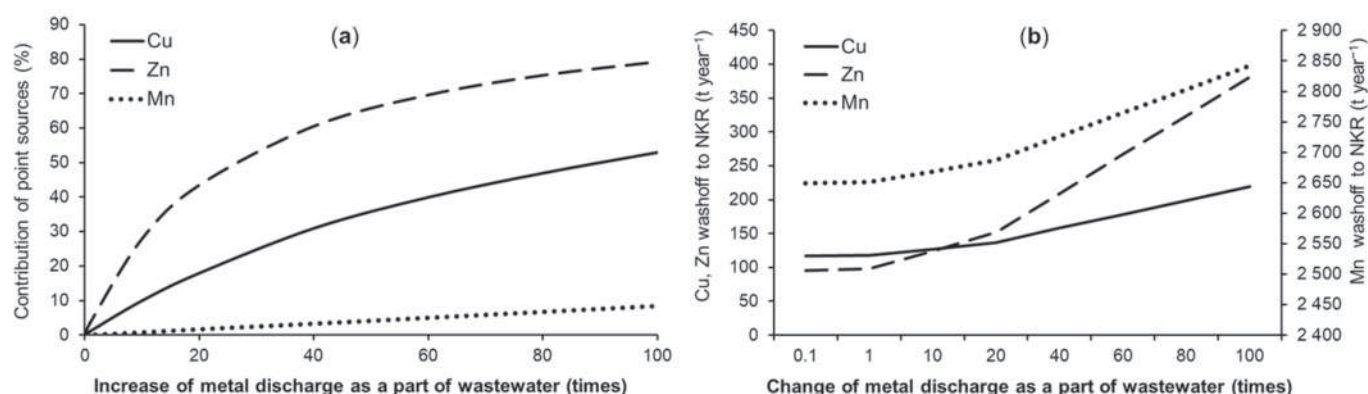 (a)
Cu
Zn
Mn
Contribution of point sources (%)
90
80
70
60
50
40
30
20
10
0
0 20 40 60 80 100
Increase of metal discharge as a part of wastewater (times)
(b)
Cu
Zn
Mn
Cu, Zn washoff to NKR (t year⁻¹)
450
400
350
300
250
200
150
100
50
0
Mn washoff to NKR (t year⁻¹)
2 900
2 850
2 800
2 750
2 700
2 650
2 600
2 550
2 500
2 450
2 400
0.1 1 10 20 40 60 80 100
Change of metal discharge as a part of wastewater (times)